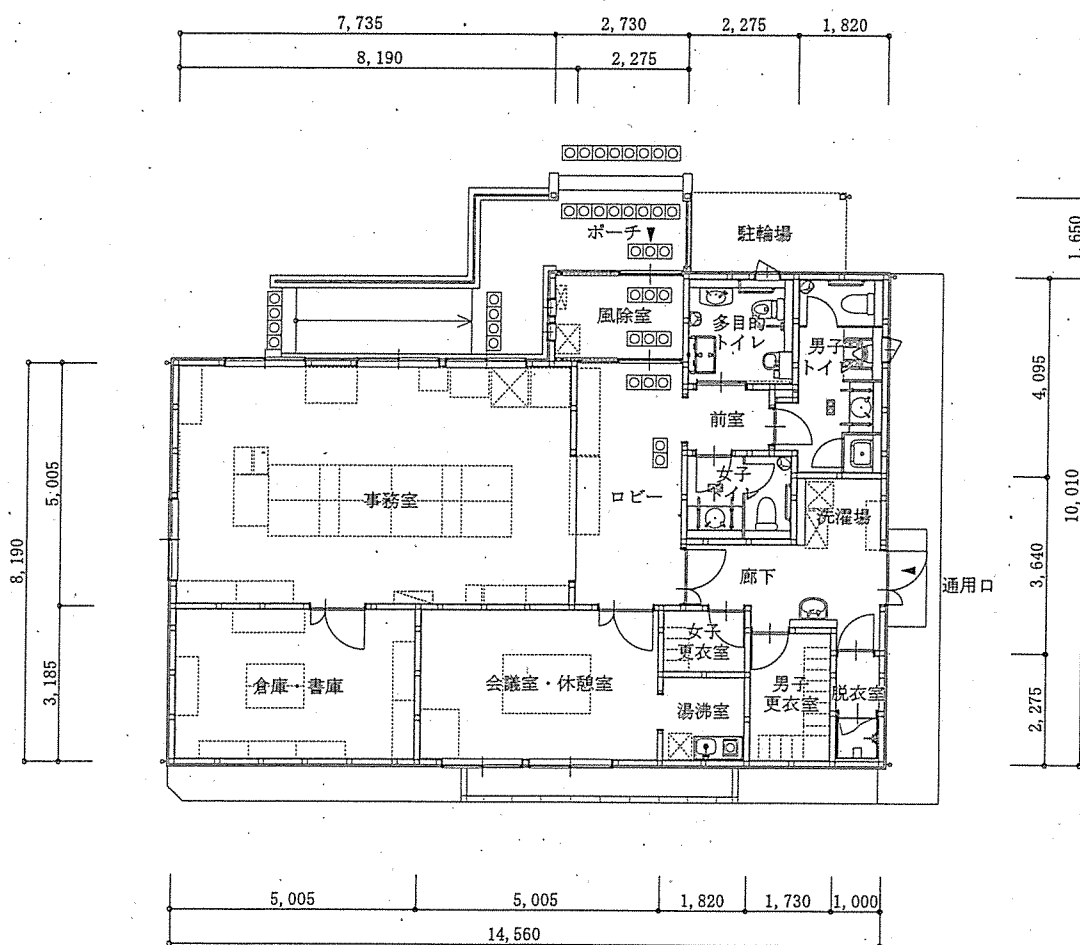 7,735
2,730
2,275
1,820
8,190
2,275
ポーチ
駐輪場
1,650
風除室
多目的
トイレ
男子
トイレ
4,095
前室
5,005
事務室
ロビー
女子
トイレ
洗濯場
10,010
8,190
廊下
3,640
通用口
女子
更衣室
3,185
倉庫・書庫
会議室・休憩室
男子
更衣室
脱衣室
湯沸室
2,275
5,005
5,005
1,820
1,730
1,000
14,560